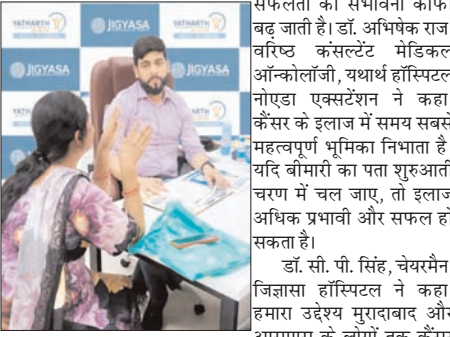 YATHARTH
JIGYASA
YATHARTH
JIGYASA
JIGYASA
YATHARTH
सफलता की संभावना काफी
बढ़ जाती है। डॉ. अभिषेक राज
वरिष्ठ कंसल्टेंट मेडिकल
ऑन्कोलॉजी, यथार्थ हॉस्पिटल
नोएडा एक्सटेंशन ने कहा
कैंसर के इलाज में समय सबसे
महत्वपूर्ण भूमिका निभाता है
यदि बीमारी का पता शुरुआती
चरण में चल जाए, तो इलाज
अधिक प्रभावी और सफल हो
सकता है।
डॉ. सी. पी. सिंह, चेयरमैन
जिज्ञासा हॉस्पिटल ने कहा
हमारा उद्देश्य मुरादाबाद और
के लोगों तक कैंसर